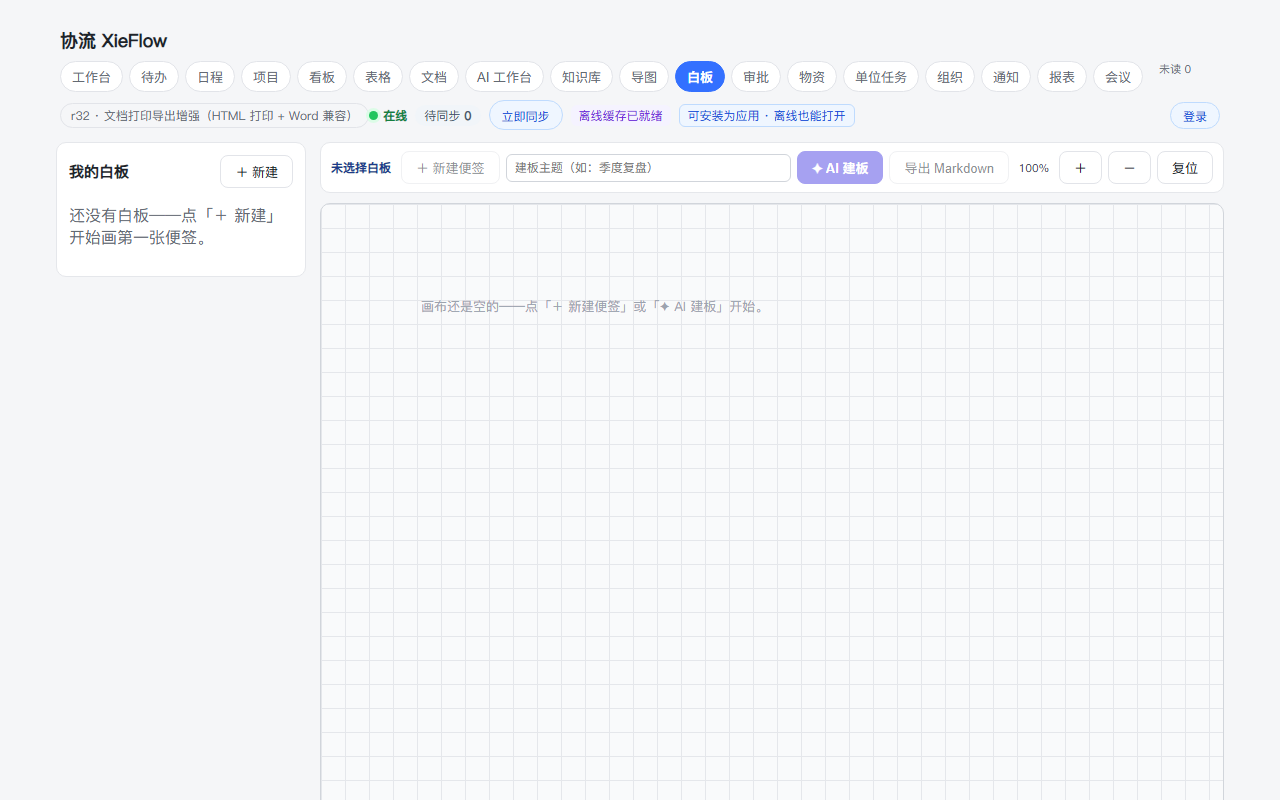 协流 XieFlow
工作台 待办 日程 项目 看板 表格 文档 AI 工作台 知识库 导图 白板 审批 物资 单位任务 组织 通知 报表 会议 未读 0
r32 · 文档打印导出增强（HTML 打印 + Word 兼容） 在线 待同步 0 立即同步 离线缓存已就绪 可安装为应用 · 离线也能打开 登录
我的白板 ＋ 新建
还没有白板——点「＋ 新建」
开始画第一张便签。
未选择白板 ＋ 新建便签 建板主题（如：季度复盘） ✦ AI 建板 导出 Markdown 100% ＋ － 复位
画布还是空的——点「＋ 新建便签」或「✦ AI 建板」开始。